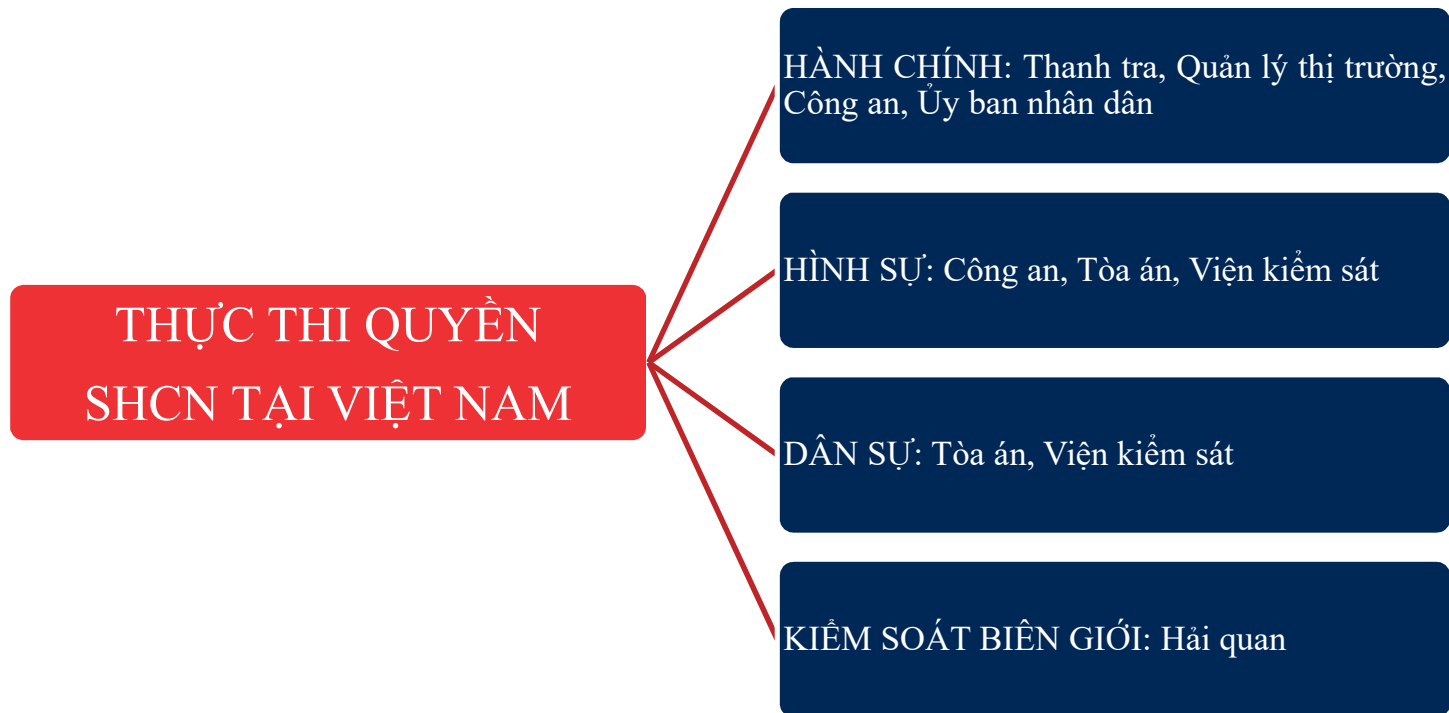 THỰC THI QUYỀN
SHCN TẠI VIỆT NAM
HÀNH CHÍNH: Thanh tra, Quản lý thị trường,
Công an, Ủy ban nhân dân
HÌNH SỰ: Công an, Tòa án, Viện kiểm sát
DÂN SỰ: Tòa án, Viện kiểm sát
KIỂM SOÁT BIÊN GIỚI: Hải quan